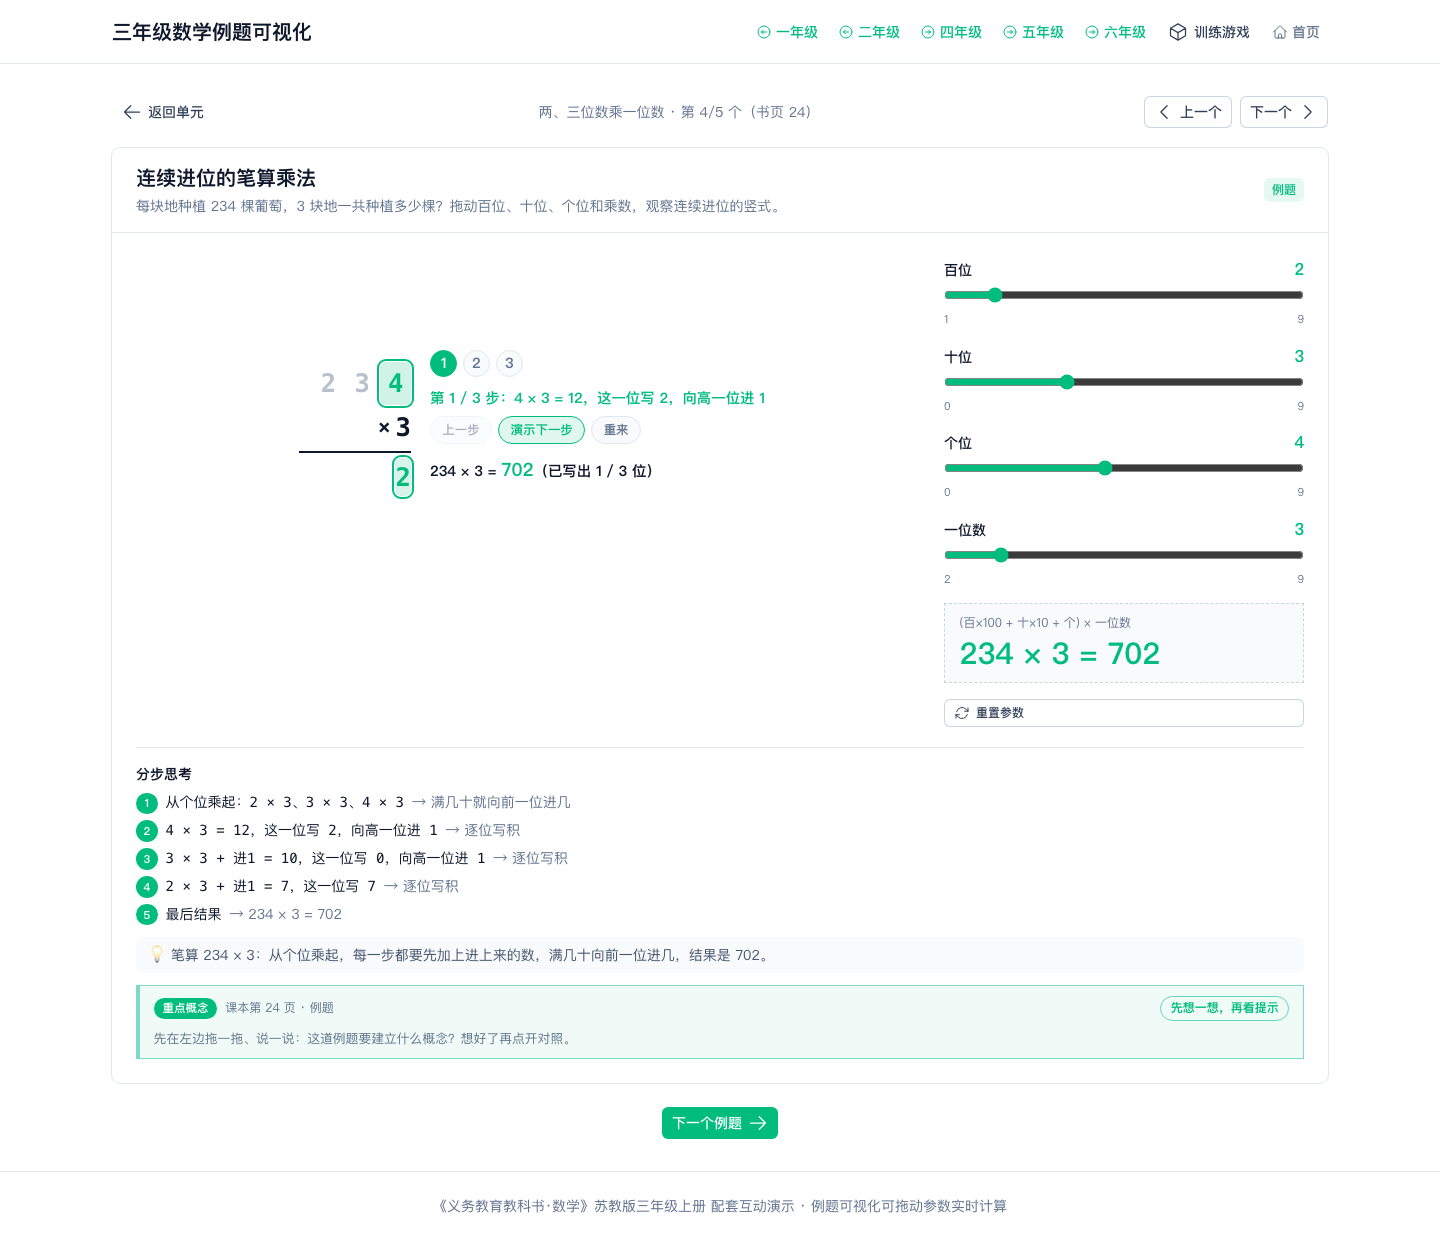 三年级数学例题可视化
一年级 二年级 四年级 五年级 六年级 训练游戏 首页
返回单元
两、三位数乘一位数 · 第 4/5 个（书页 24）
上一个 下一个
连续进位的笔算乘法
每块地种植 234 棵葡萄，3 块地一共种植多少棵？拖动百位、十位、个位和乘数，观察连续进位的竖式。
例题
2 3 4
× 3
2
1 2 3
第 1 / 3 步：4 × 3 = 12，这一位写 2，向高一位进 1
上一步 演示下一步 重来
234 × 3 = 702（已写出 1 / 3 位）
百位 2
1 9
十位 3
0 9
个位 4
0 9
一位数 3
2 9
(百×100 + 十×10 + 个) × 一位数
234 × 3 = 702
重置参数
分步思考
1 从个位乘起：2 × 3、3 × 3、4 × 3 → 满几十就向前一位进几
2 4 × 3 = 12，这一位写 2，向高一位进 1 → 逐位写积
3 3 × 3 + 进1 = 10，这一位写 0，向高一位进 1 → 逐位写积
4 2 × 3 + 进1 = 7，这一位写 7 → 逐位写积
5 最后结果 → 234 × 3 = 702
💡 笔算 234 × 3：从个位乘起，每一步都要先加上进上来的数，满几十向前一位进几，结果是 702。
重点概念 课本第 24 页 · 例题
先想一想，再看提示
先在左边拖一拖、说一说：这道例题要建立什么概念？想好了再点开对照。
下一个例题
《义务教育教科书·数学》苏教版三年级上册 配套互动演示 · 例题可视化可拖动参数实时计算